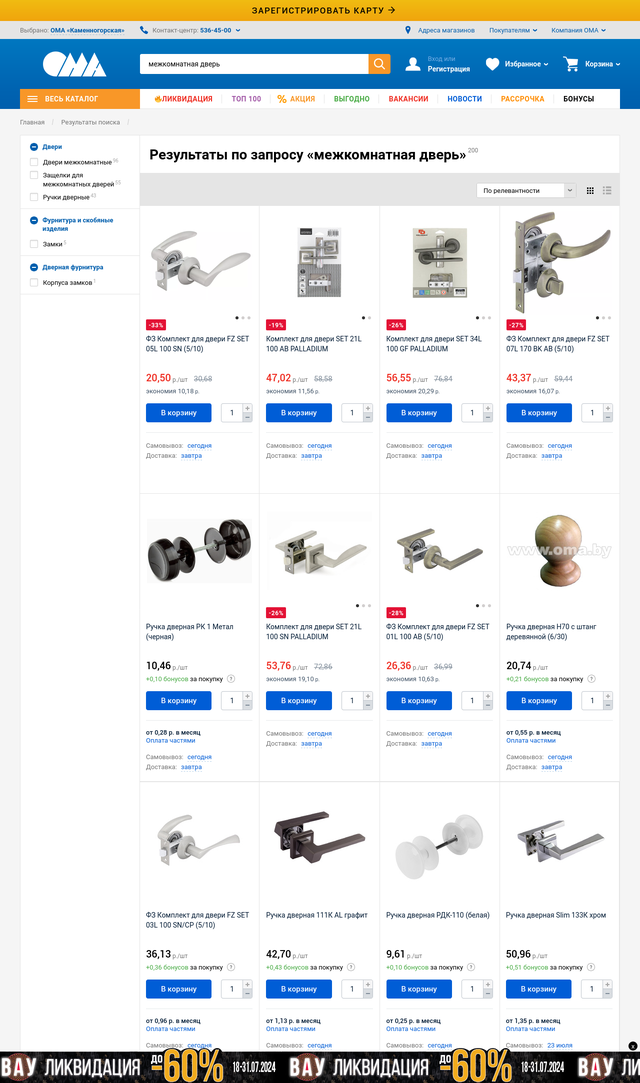 ЗАРЕГИСТРИРОВАТЬ КАРТУ →
Выбрано: ОМА «Каменногорская»
Контакт-центр: 536-45-00
Адреса магазинов
Покупателям
Компания ОМА
ОМА
межкомнатная дверь
Вход или
Регистрация
Избранное
Корзина
ВЕСЬ КАТАЛОГ
ЛИКВИДАЦИЯ
ТОП 100
% АКЦИЯ
ВЫГОДНО
ВАКАНСИИ
НОВОСТИ
РАССРОЧКА
БОНУСЫ
Главная / Результаты поиска /
Двери
Двери межкомнатные
Защелки для
межкомнатных дверей
Ручки дверные
Фурнитура и скобяные
изделия
Замки
Дверная фурнитура
Корпуса замков
Результаты по запросу «межкомнатная дверь» 200
По релевантности
-33%
ФЗ Комплект для двери FZ SET
05L 100 SN (5/10)
20,50 р./шт 30,68
экономия 10,18 р.
В корзину 1 + −
Самовывоз: сегодня
Доставка: завтра
-19%
Комплект для двери SET 21L
100 AB PALLADIUM
47,02 р./шт 58,58
экономия 11,56 р.
В корзину 1 + −
Самовывоз: сегодня
Доставка: завтра
-26%
Комплект для двери SET 34L
100 GF PALLADIUM
56,55 р./шт 76,84
экономия 20,29 р.
В корзину 1 + −
Самовывоз: сегодня
Доставка: завтра
-27%
ФЗ Комплект для двери FZ SET
07L 170 BK AB (5/10)
43,37 р./шт 59,44
экономия 16,07 р.
В корзину 1 + −
Самовывоз: сегодня
Доставка: завтра
Ручка дверная РК 1 Метал
(черная)
10,46 р./шт
+0,10 бонусов за покупку
В корзину 1 + −
от 0,28 р. в месяц
Оплата частями
Самовывоз: сегодня
Доставка: завтра
-26%
Комплект для двери SET 21L
100 SN PALLADIUM
53,76 р./шт 72,86
экономия 19,10 р.
В корзину 1 + −
Самовывоз: сегодня
Доставка: завтра
-28%
ФЗ Комплект для двери FZ SET
01L 100 AB (5/10)
26,36 р./шт 36,99
экономия 10,63 р.
В корзину 1 + −
Самовывоз: сегодня
Доставка: завтра
www.oma.by
Ручка дверная Н70 с штанг
деревянной (6/30)
20,74 р./шт
+0,21 бонусов за покупку
В корзину 1 + −
от 0,55 р. в месяц
Оплата частями
Самовывоз: сегодня
Доставка: завтра
ФЗ Комплект для двери FZ SET
03L 100 SN/CP (5/10)
36,13 р./шт
+0,36 бонусов за покупку
В корзину 1 + −
от 0,96 р. в месяц
Оплата частями
Самовывоз: сегодня
Ручка дверная 111K AL графит
42,70 р./шт
+0,43 бонусов за покупку
В корзину 1 + −
от 1,13 р. в месяц
Оплата частями
Самовывоз: сегодня
Ручка дверная РДК-110 (белая)
9,61 р./шт
+0,10 бонусов за покупку
В корзину 1 + −
от 0,25 р. в месяц
Оплата частями
Самовывоз: сегодня
Ручка дверная Slim 133K хром
50,96 р./шт
+0,51 бонусов за покупку
В корзину 1 + −
от 1,35 р. в месяц
Оплата частями
Самовывоз: 23 июля
ВАУ ЛИКВИДАЦИЯ ДО -60% 18-31.07.2024 ВАУ ЛИКВИДАЦИЯ ДО -60% 18-31.07.2024 ВАУ ЛИ